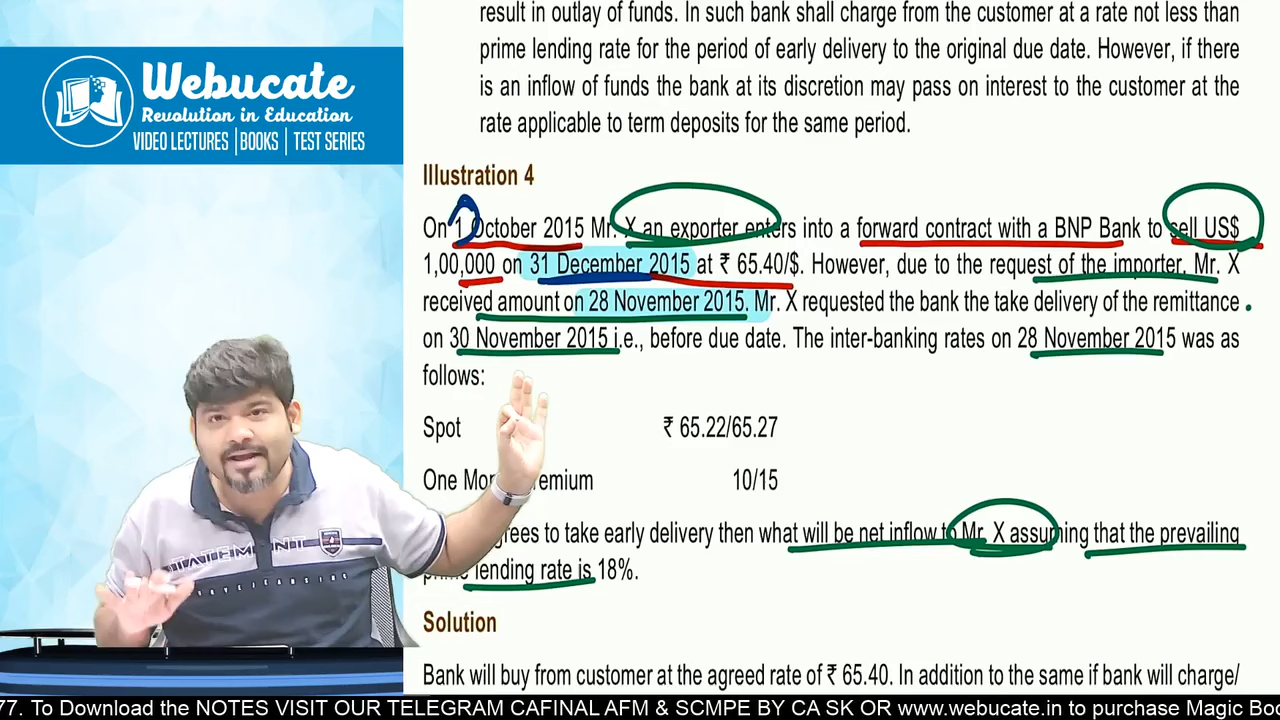 Webucate
Revolution in Education
VIDEO LECTURES | BOOKS | TEST SERIES
result in outlay of funds. In such bank shall charge from the customer at a rate not less than
prime lending rate for the period of early delivery to the original due date. However, if there
is an inflow of funds the bank at its discretion may pass on interest to the customer at the
rate applicable to term deposits for the same period.
Illustration 4
On 1 October 2015 Mr. X an exporter enters into a forward contract with a BNP Bank to sell US$
1,00,000 on 31 December 2015 at ₹ 65.40/$. However, due to the request of the importer, Mr. X
received amount on 28 November 2015. Mr. X requested the bank the take delivery of the remittance
on 30 November 2015 i.e., before due date. The inter-banking rates on 28 November 2015 was as
follows:
Spot ₹ 65.22/65.27
One 10/15
to take early delivery then what will be net inflow to Mr. X assuming that the prevailing
prime lending rate is 18%.
Solution
Bank will buy from customer at the agreed rate of ₹ 65.40. In addition to the same if bank will charge/
77. To Download the NOTES VISIT OUR TELEGRAM CAFINAL AFM & SCMPE BY CA SK OR www.webucate.in to purchase Magic